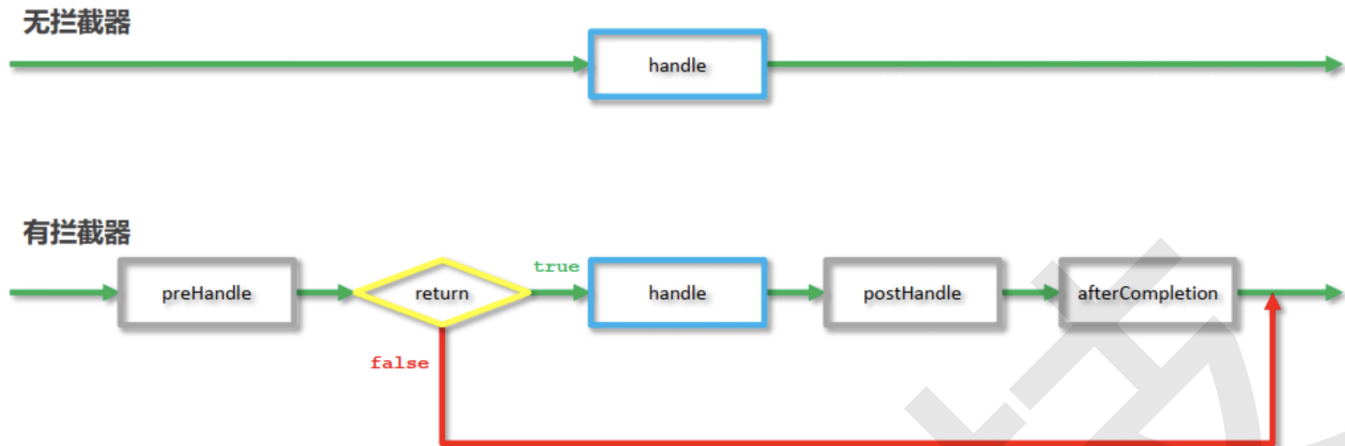 无拦截器
handle
有拦截器
preHandle
return
true
handle
postHandle
afterCompletion
false